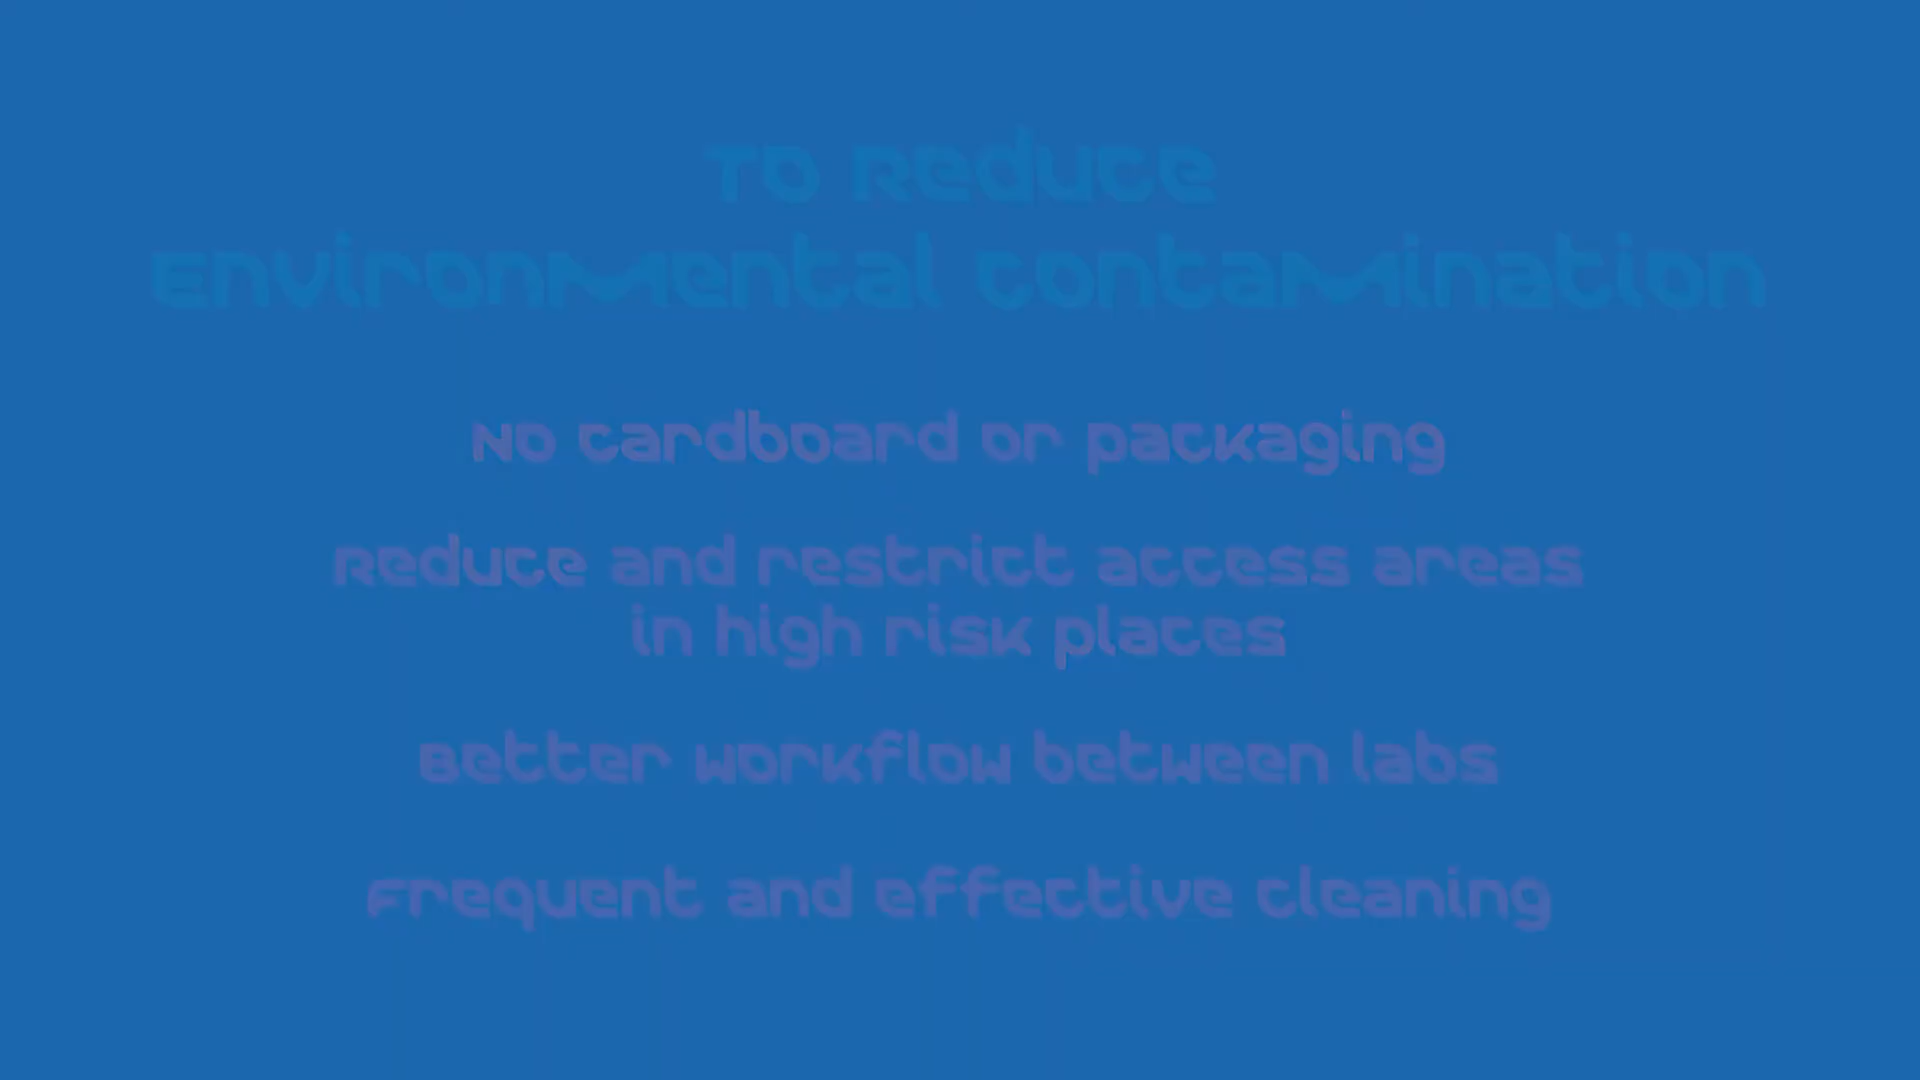 To Reduce
Environmental Contamination
No cardboard or packaging
Reduce and restrict access areas
in high risk places
Better workflow between labs
Frequent and effective cleaning